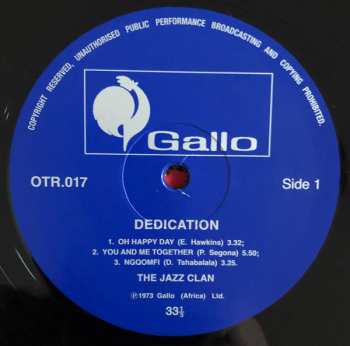 COPYRIGHT RESERVED, UNAUTHORISED PUBLIC PERFORMANCE BROADCASTING AND COPYING PROHIBITED.
Gallo
OTR.017
Side 1
DEDICATION
1. OH HAPPY DAY (E. Hawkins) 3.32;
2. YOU AND ME TOGETHER (P. Segona) 5.50;
3. NGQOMFI (D. Tshabalala) 3.25.
THE JAZZ CLAN
℗1973 Gallo (Africa) Ltd.
33⅓